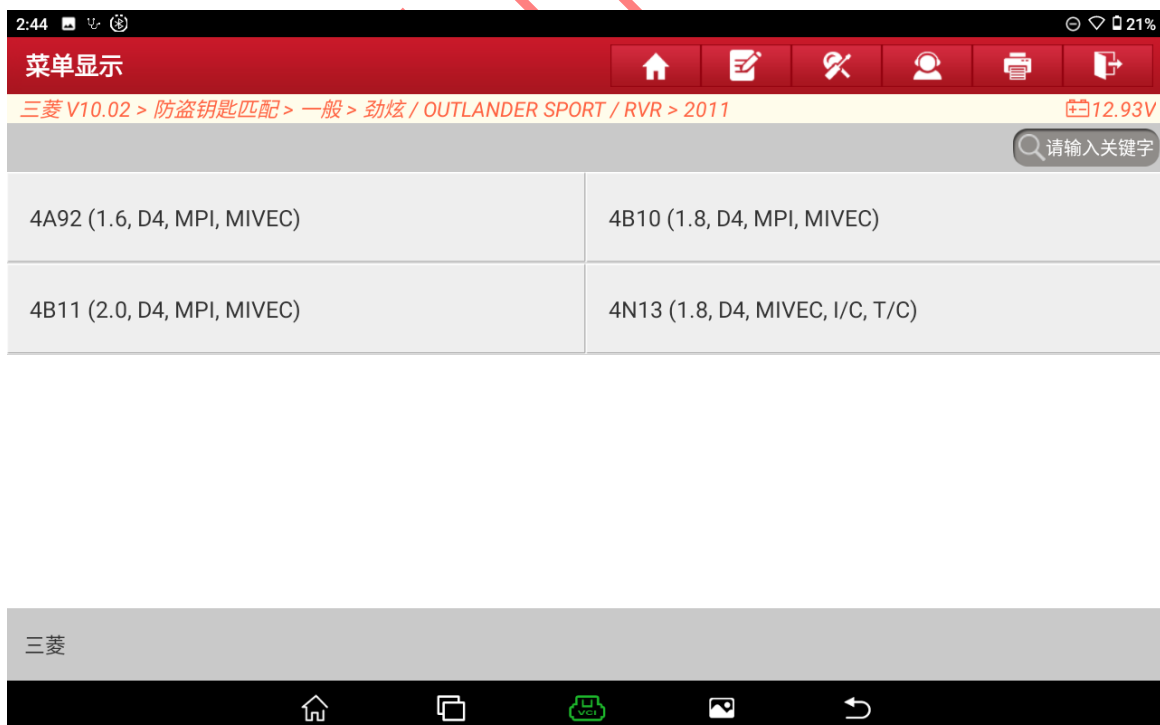 2:44 21%
菜单显示
三菱 V10.02 > 防盗钥匙匹配 > 一般 > 劲炫 / OUTLANDER SPORT / RVR > 2011 12.93V
请输入关键字
4A92 (1.6, D4, MPI, MIVEC) 4B10 (1.8, D4, MPI, MIVEC)
4B11 (2.0, D4, MPI, MIVEC) 4N13 (1.8, D4, MIVEC, I/C, T/C)
三菱
VCI